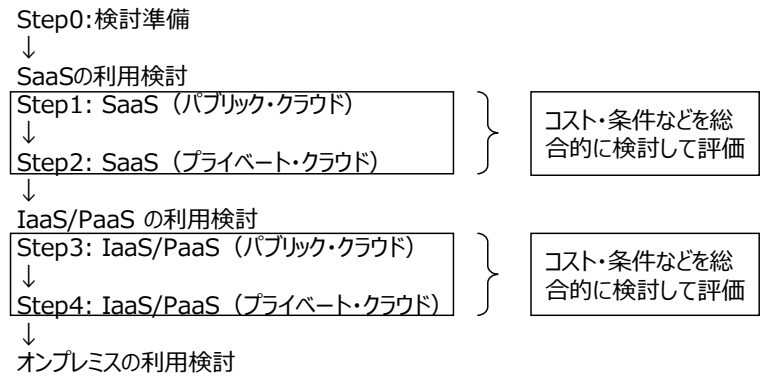 Step0:検討準備
↓
SaaSの利用検討
Step1: SaaS（パブリック・クラウド）
↓
Step2: SaaS（プライベート・クラウド）
コスト・条件などを総
合的に検討して評価
↓
IaaS/PaaS の利用検討
Step3: IaaS/PaaS（パブリック・クラウド）
↓
Step4: IaaS/PaaS（プライベート・クラウド）
コスト・条件などを総
合的に検討して評価
↓
オンプレミスの利用検討